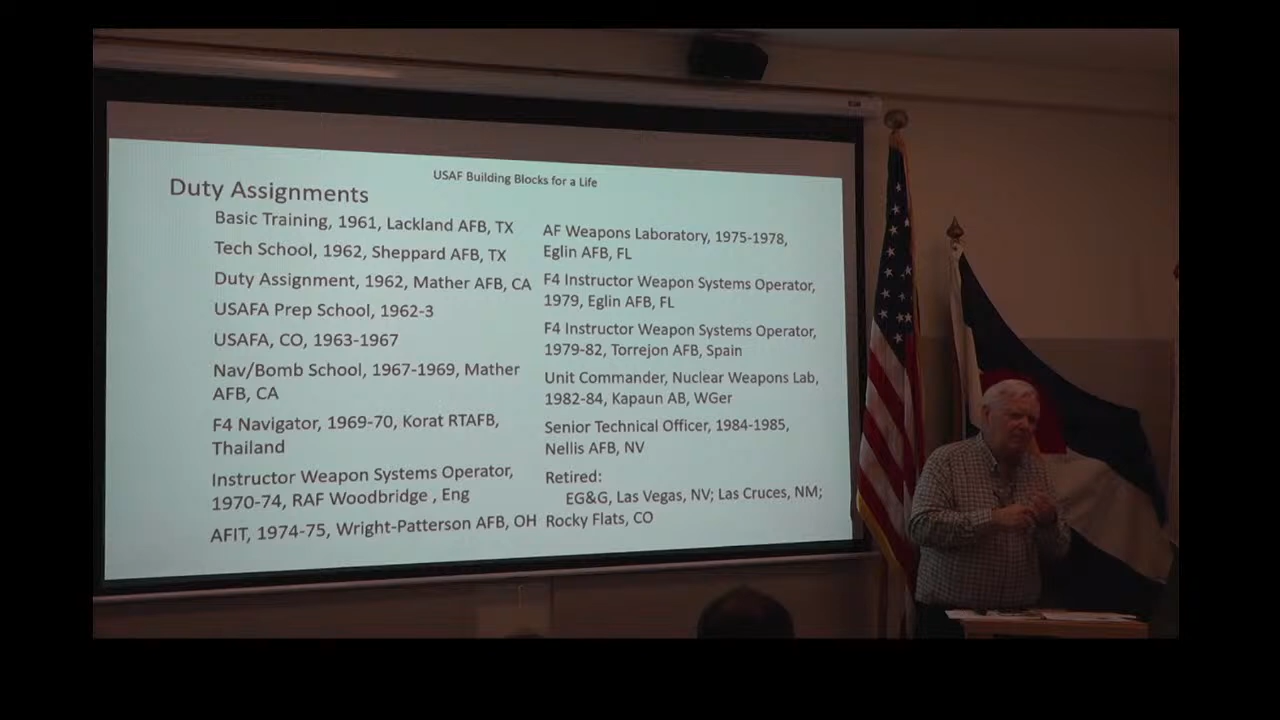 USAF Building Blocks for a Life
Duty Assignments
Basic Training, 1961, Lackland AFB, TX
Tech School, 1962, Sheppard AFB, TX
Duty Assignment, 1962, Mather AFB, CA
USAFA Prep School, 1962-3
USAFA, CO, 1963-1967
Nav/Bomb School, 1967-1969, Mather
AFB, CA
F4 Navigator, 1969-70, Korat RTAFB,
Thailand
Instructor Weapon Systems Operator,
1970-74, RAF Woodbridge , Eng
AFIT, 1974-75, Wright-Patterson AFB, OH
AF Weapons Laboratory, 1975-1978,
Eglin AFB, FL
F4 Instructor Weapon Systems Operator,
1979, Eglin AFB, FL
F4 Instructor Weapon Systems Operator,
1979-82, Torrejon AFB, Spain
Unit Commander, Nuclear Weapons Lab,
1982-84, Kapaun AB, WGer
Senior Technical Officer, 1984-1985,
Nellis AFB, NV
Retired:
EG&G, Las Vegas, NV; Las Cruces, NM;
Rocky Flats, CO